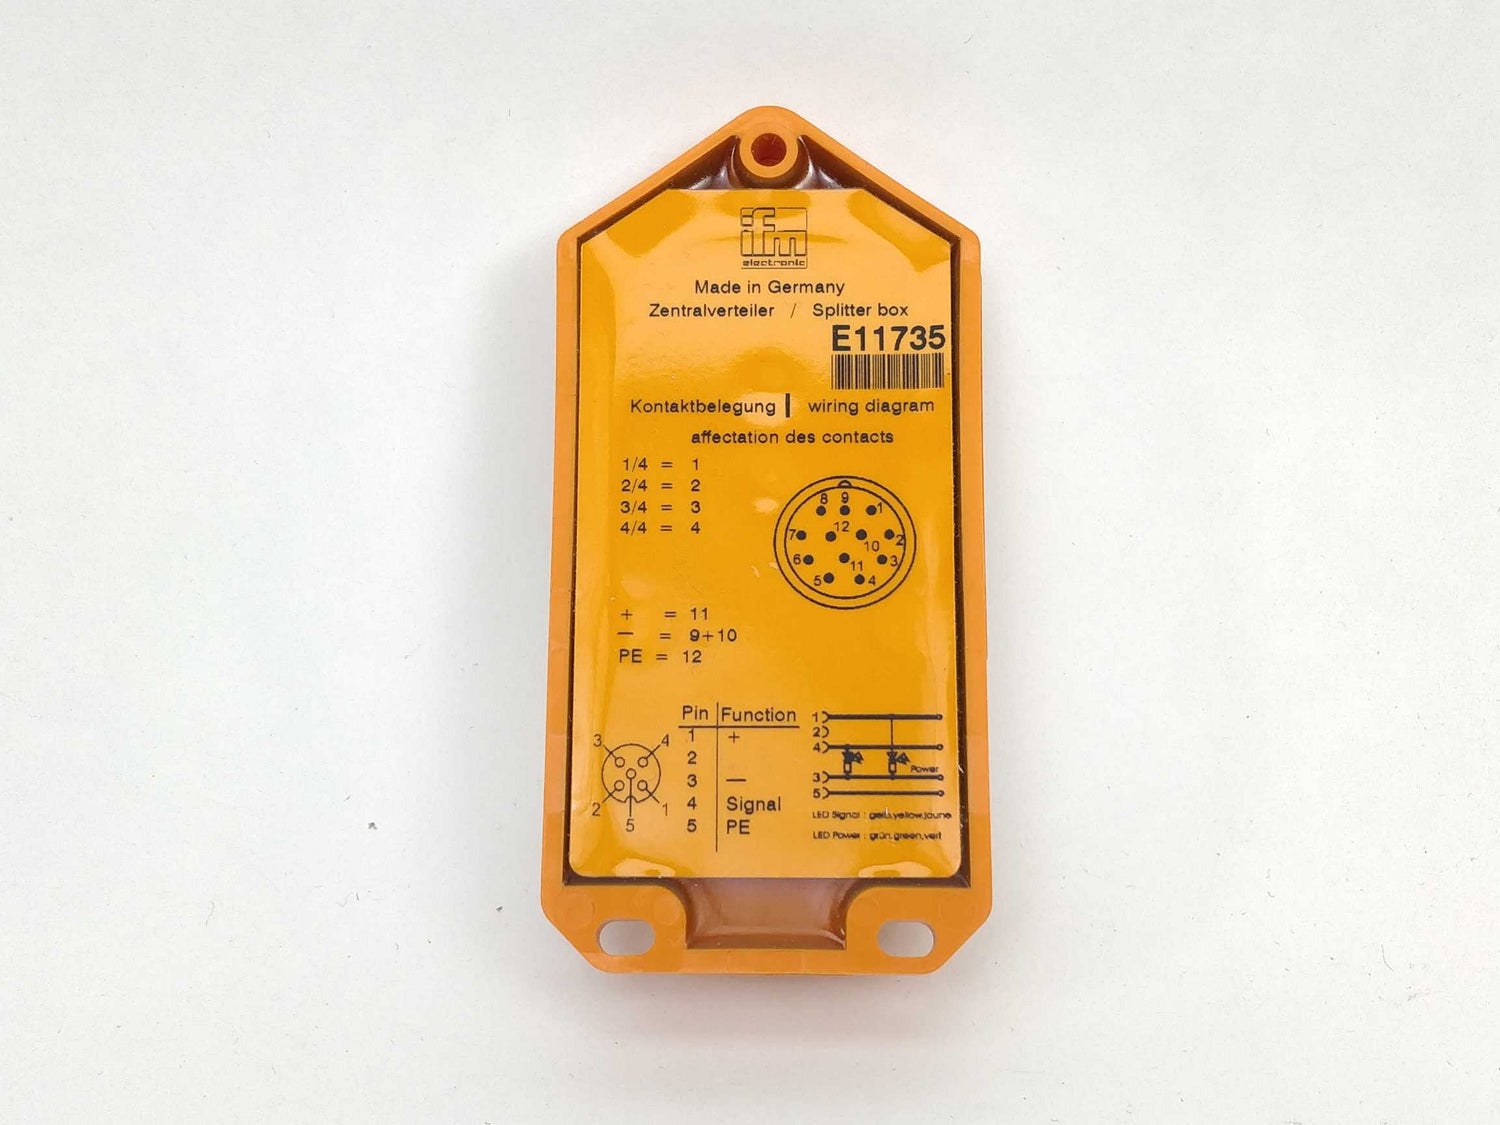 ifm
electronic
Made in Germany
Zentralverteiler / Splitter box
E11735
Kontaktbelegung | wiring diagram
affectation des contacts
1/4 = 1
2/4 = 2
3/4 = 3
4/4 = 4
8 9 1
7 12 10 2
6 11 3
5 4
+ = 11
— = 9+10
PE = 12
3 4
2 1
5
Pin Function
1 +
2
3 —
4 Signal
5 PE
1
2
4
Power
3
5
LED Signal : gelb,yellow,jaune
LED Power : grün,green,vert